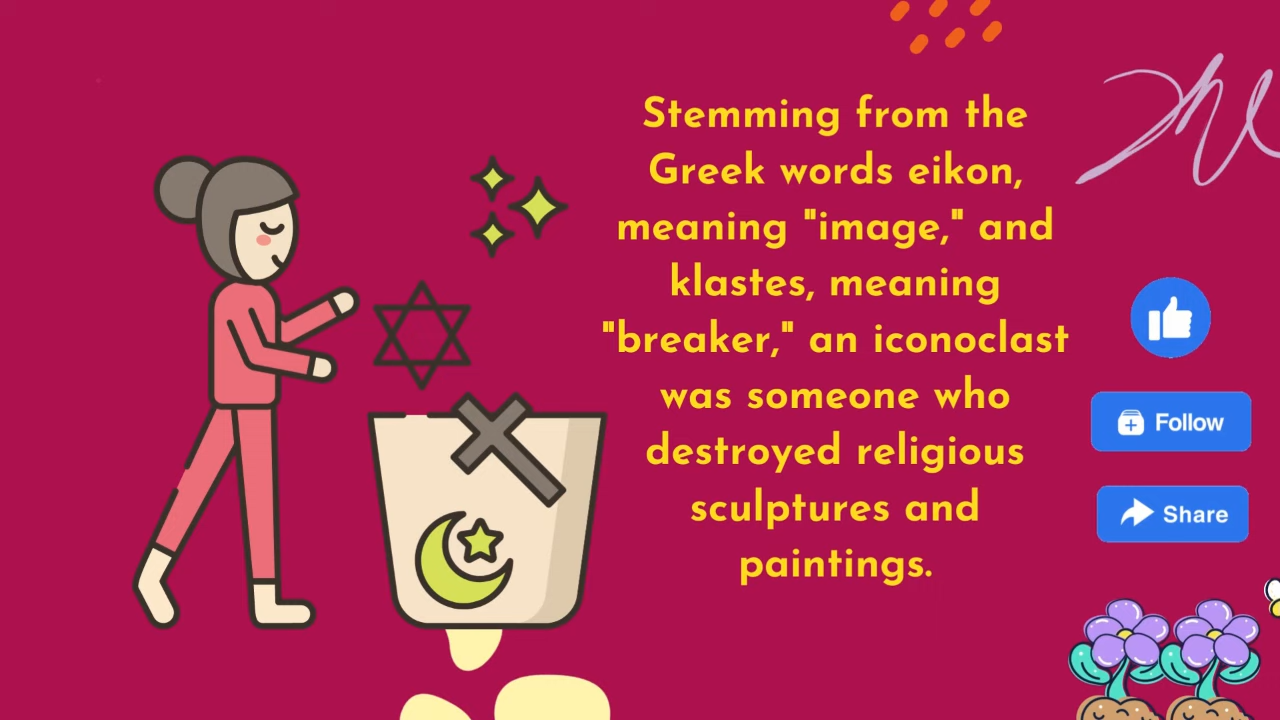 Stemming from the
Greek words eikon,
meaning "image," and
klastes, meaning
"breaker," an iconoclast
was someone who
destroyed religious
sculptures and
paintings.
Follow
Share